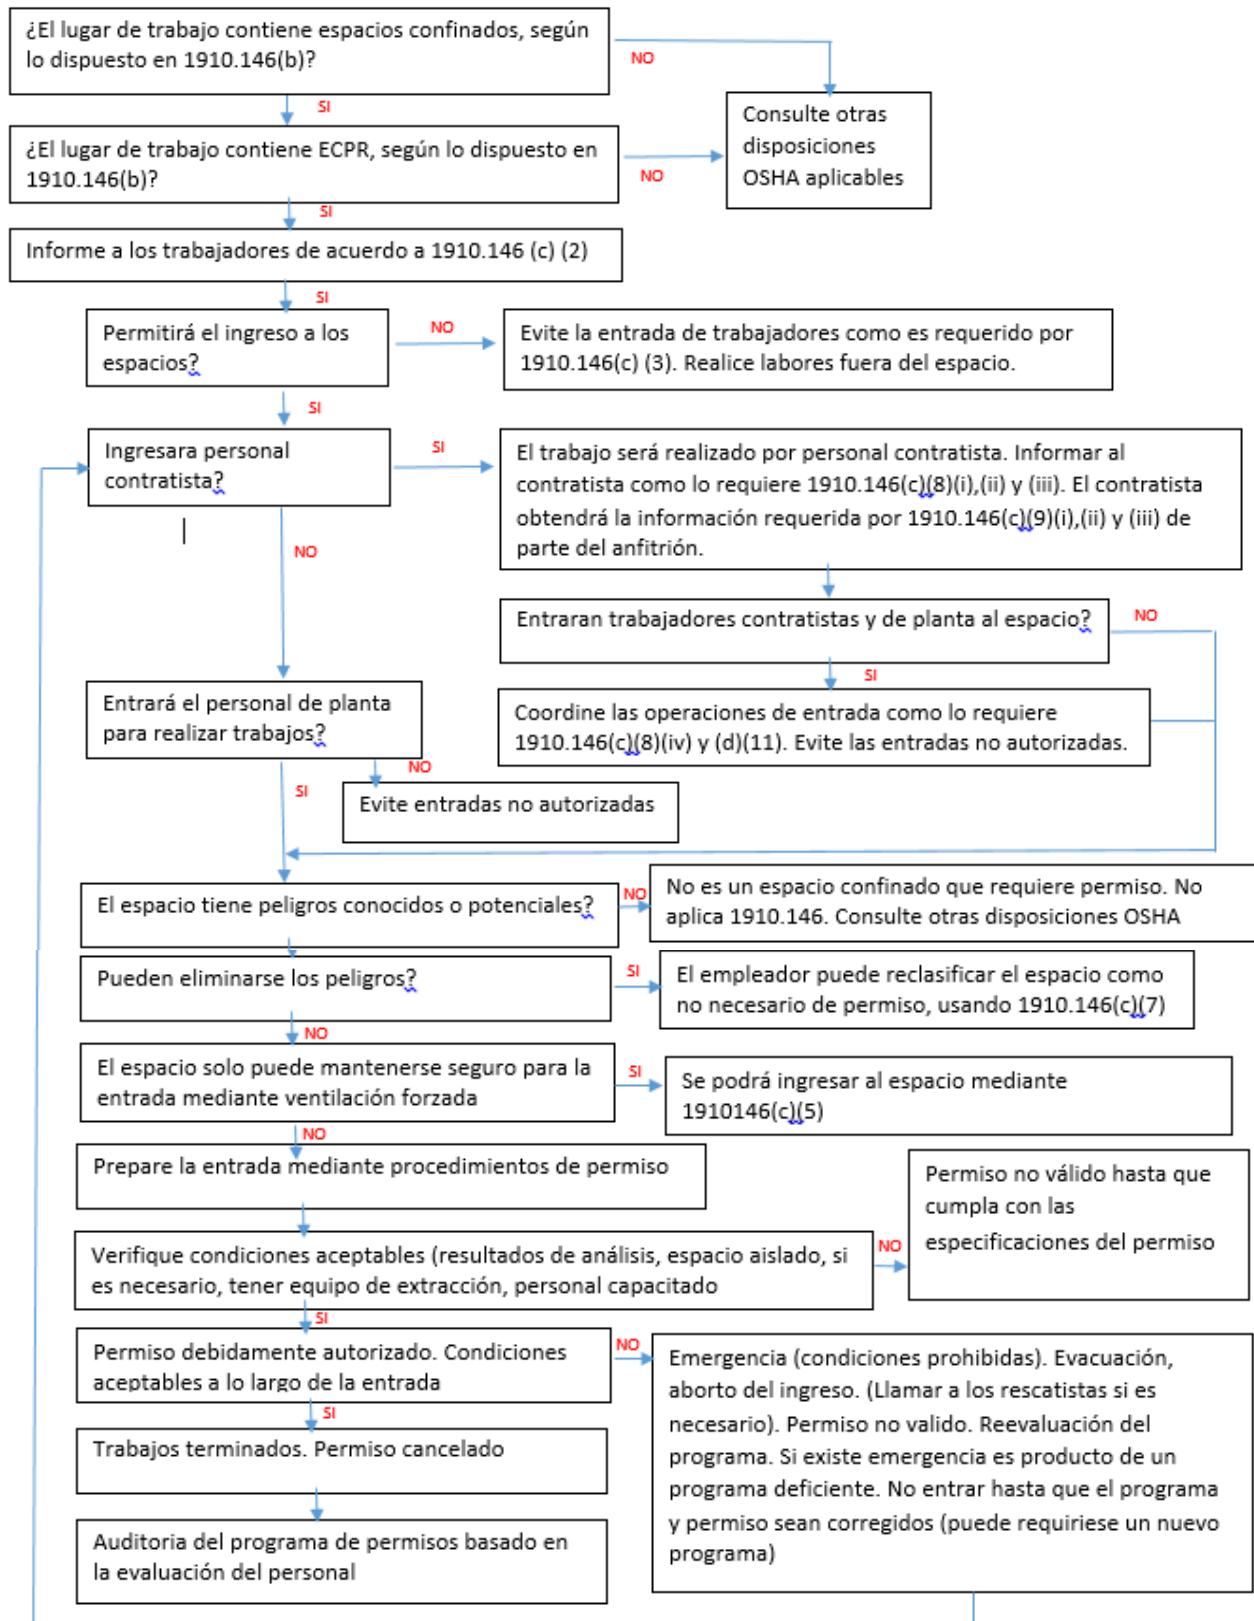 ¿El lugar de trabajo contiene espacios confinados, según
lo dispuesto en 1910.146(b)?
NO
SI
Consulte otras
disposiciones
OSHA aplicables
¿El lugar de trabajo contiene ECPR, según lo dispuesto en
1910.146(b)?
NO
SI
Informe a los trabajadores de acuerdo a 1910.146 (c) (2)
SI
Permitirá el ingreso a los
espacios?
NO
Evite la entrada de trabajadores como es requerido por
1910.146(c) (3). Realice labores fuera del espacio.
SI
Ingresara personal
contratista?
SI
El trabajo será realizado por personal contratista. Informar al
contratista como lo requiere 1910.146(c)(8)(i),(ii) y (iii). El contratista
obtendrá la información requerida por 1910.146(c)(9)(i),(ii) y (iii) de
parte del anfitrión.
NO
Entraran trabajadores contratistas y de planta al espacio?
NO
SI
Entrará el personal de planta
para realizar trabajos?
Coordine las operaciones de entrada como lo requiere
1910.146(c)(8)(iv) y (d)(11). Evite las entradas no autorizadas.
NO
SI
Evite entradas no autorizadas
El espacio tiene peligros conocidos o potenciales?
NO
No es un espacio confinado que requiere permiso. No
aplica 1910.146. Consulte otras disposiciones OSHA
Pueden eliminarse los peligros?
SI
El empleador puede reclasificar el espacio como
no necesario de permiso, usando 1910.146(c)(7)
NO
El espacio solo puede mantenerse seguro para la
entrada mediante ventilación forzada
SI
Se podrá ingresar al espacio mediante
1910146(c)(5)
NO
Prepare la entrada mediante procedimientos de permiso
Permiso no válido hasta que
cumpla con las
especificaciones del permiso
Verifique condiciones aceptables (resultados de análisis, espacio aislado, si
es necesario, tener equipo de extracción, personal capacitado
NO
SI
Permiso debidamente autorizado. Condiciones
aceptables a lo largo de la entrada
NO
Emergencia (condiciones prohibidas). Evacuación,
aborto del ingreso. (Llamar a los rescatistas si es
necesario). Permiso no valido. Reevaluación del
programa. Si existe emergencia es producto de un
programa deficiente. No entrar hasta que el programa
y permiso sean corregidos (puede requiriese un nuevo
programa)
SI
Trabajos terminados. Permiso cancelado
Auditoria del programa de permisos basado en
la evaluación del personal